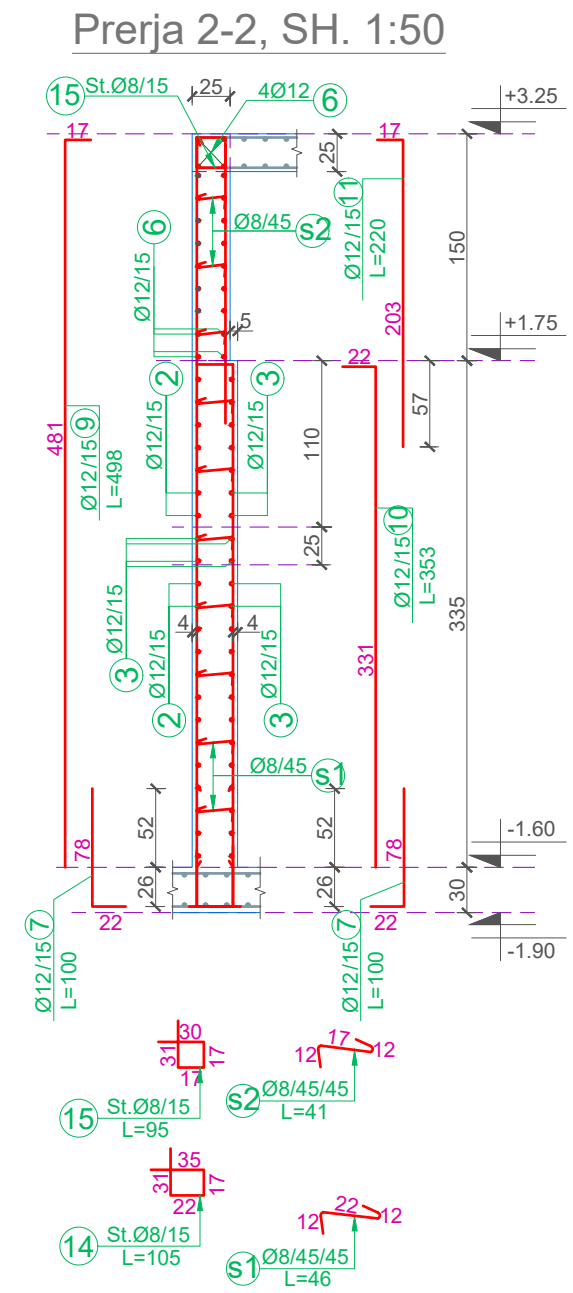 Prerja 2-2, SH. 1:50
15 St.Ø8/15
25
4Ø12 6
+3.25
17
17
25
11
Ø12/15
L=220
150
6
Ø12/15
Ø8/45 s2
203
5
+1.75
22
2
3
Ø12/15
Ø12/15
110
57
481
9
Ø12/15
L=498
10
Ø12/15
L=353
25
Ø12/15
3
335
4
4
Ø12/15
Ø12/15
2
3
331
Ø8/45
s1
52
52
78
78
-1.60
26
26
30
22
22
7
Ø12/15
L=100
7
Ø12/15
L=100
-1.90
30
31
17
17
15 St.Ø8/15
L=95
17
12
12
s2 Ø8/45/45
L=41
35
31
17
22
14 St.Ø8/15
L=105
22
12
12
s1 Ø8/45/45
L=46